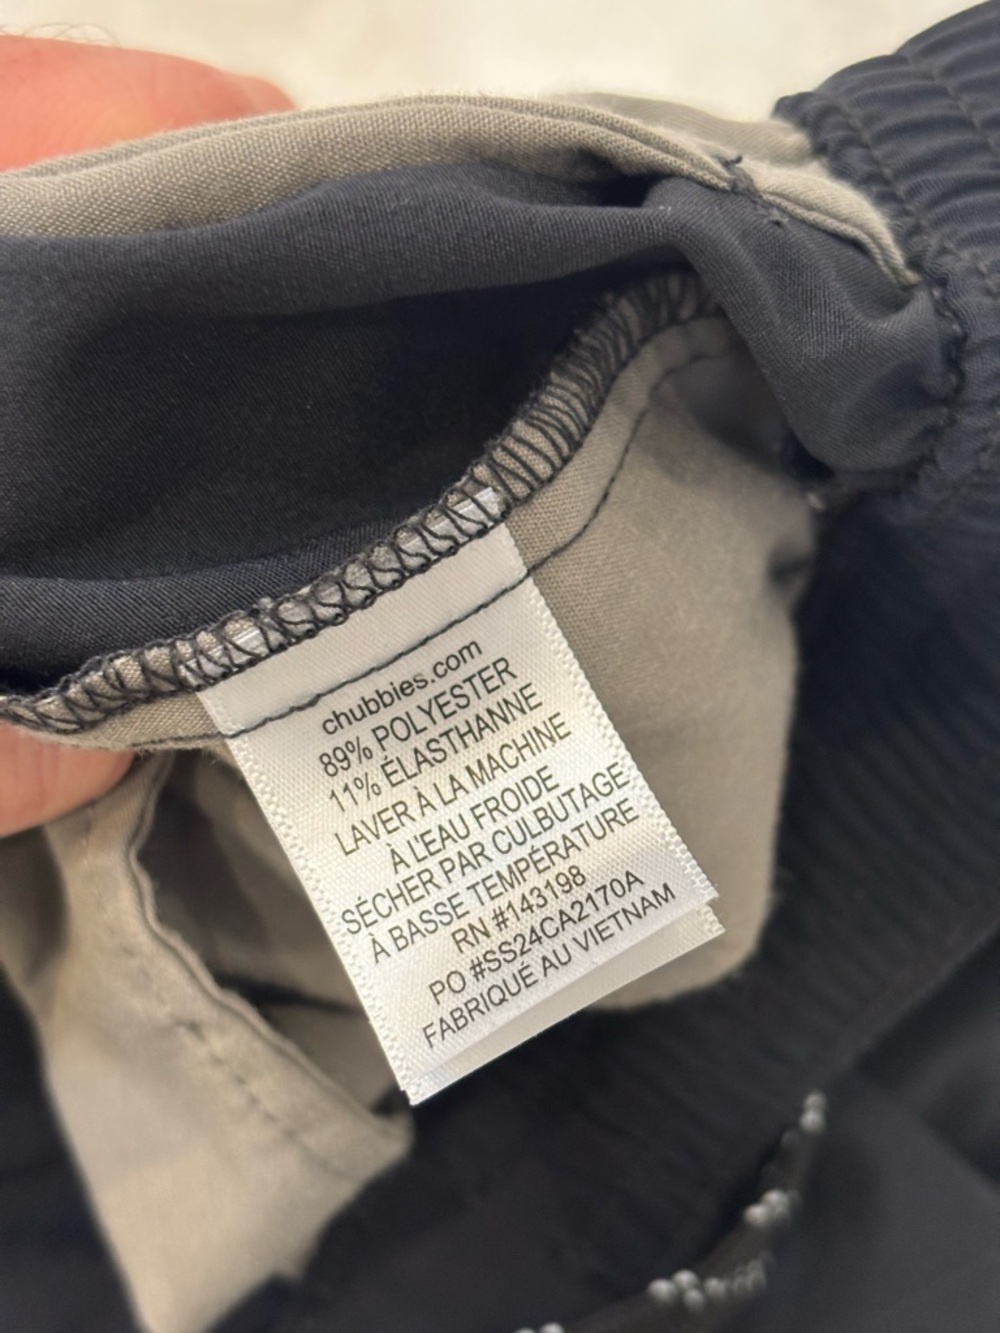 chubbies.com
89% POLYESTER
11% ÉLASTHANNE
LAVER À LA MACHINE
À L'EAU FROIDE
SÉCHER PAR CULBUTAGE
À BASSE TEMPÉRATURE
RN #143198
PO #SS24CA2170A
FABRIQUÉ AU VIETNAM